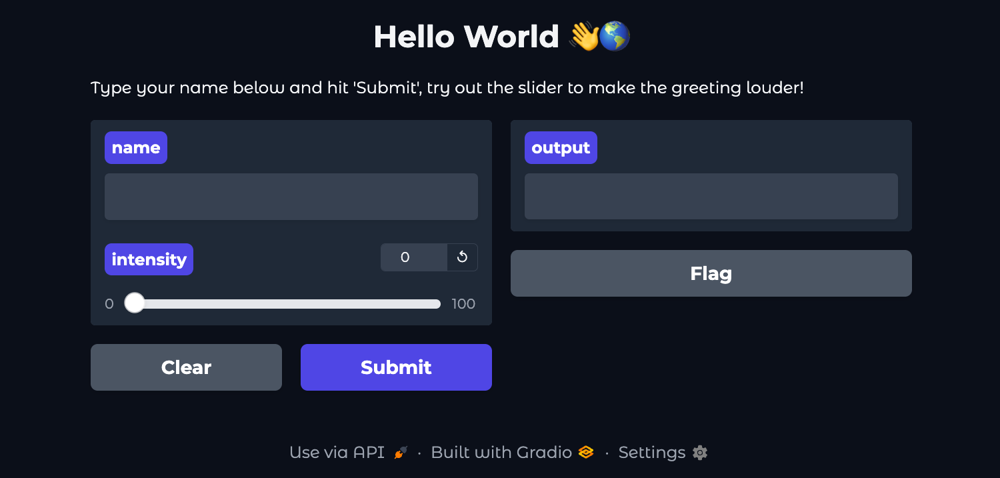 Hello World 👋🌎
Type your name below and hit 'Submit', try out the slider to make the greeting louder!
name
intensity
0
0
100
Clear
Submit
output
Flag
Use via API · Built with Gradio · Settings